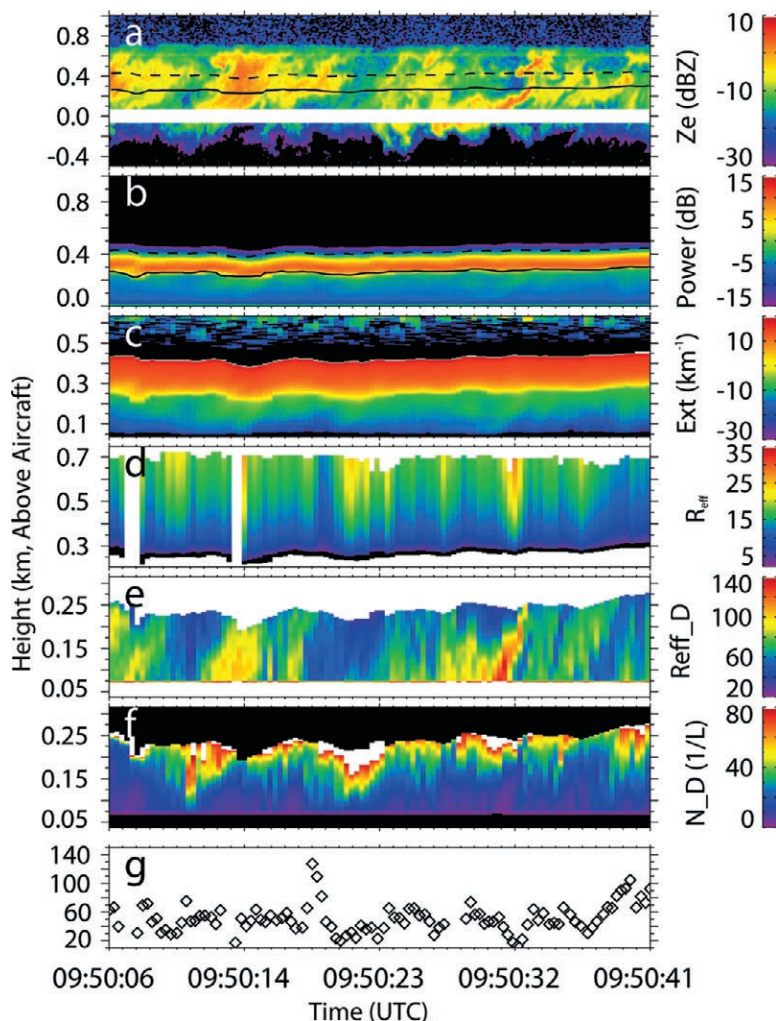 a
0.8
0.4
0.0
-0.4
Ze (dBZ)
10
-10
-30
b
0.8
0.4
0.0
Power (dB)
15
5
-5
-15
c
0.5
0.3
0.1
Ext (km⁻¹)
10
-10
-30
d
0.7
0.5
0.3
Reff
35
25
15
5
e
0.25
0.15
0.05
Reff_D
140
100
60
20
f
0.25
0.15
0.05
N_D (1/L)
80
40
0
g
140
100
60
20
Height (km, Above Aircraft)
09:50:06 09:50:14 09:50:23 09:50:32 09:50:41
Time (UTC)